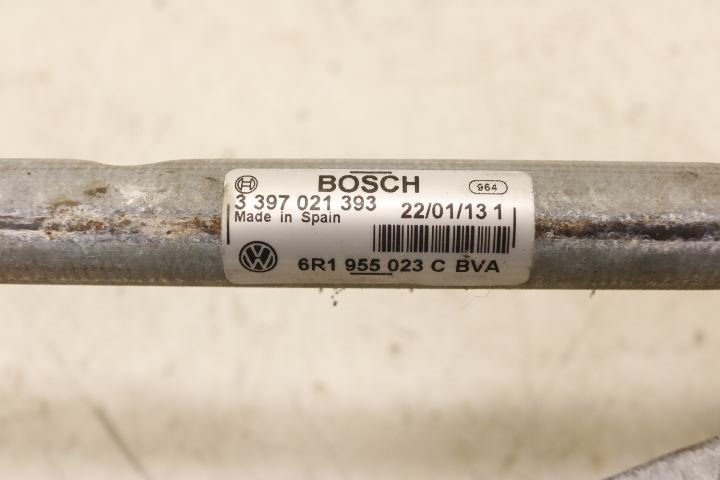 BOSCH 964
3 397 021 393
Made in Spain 22/01/13 1
6R1 955 023 C BVA